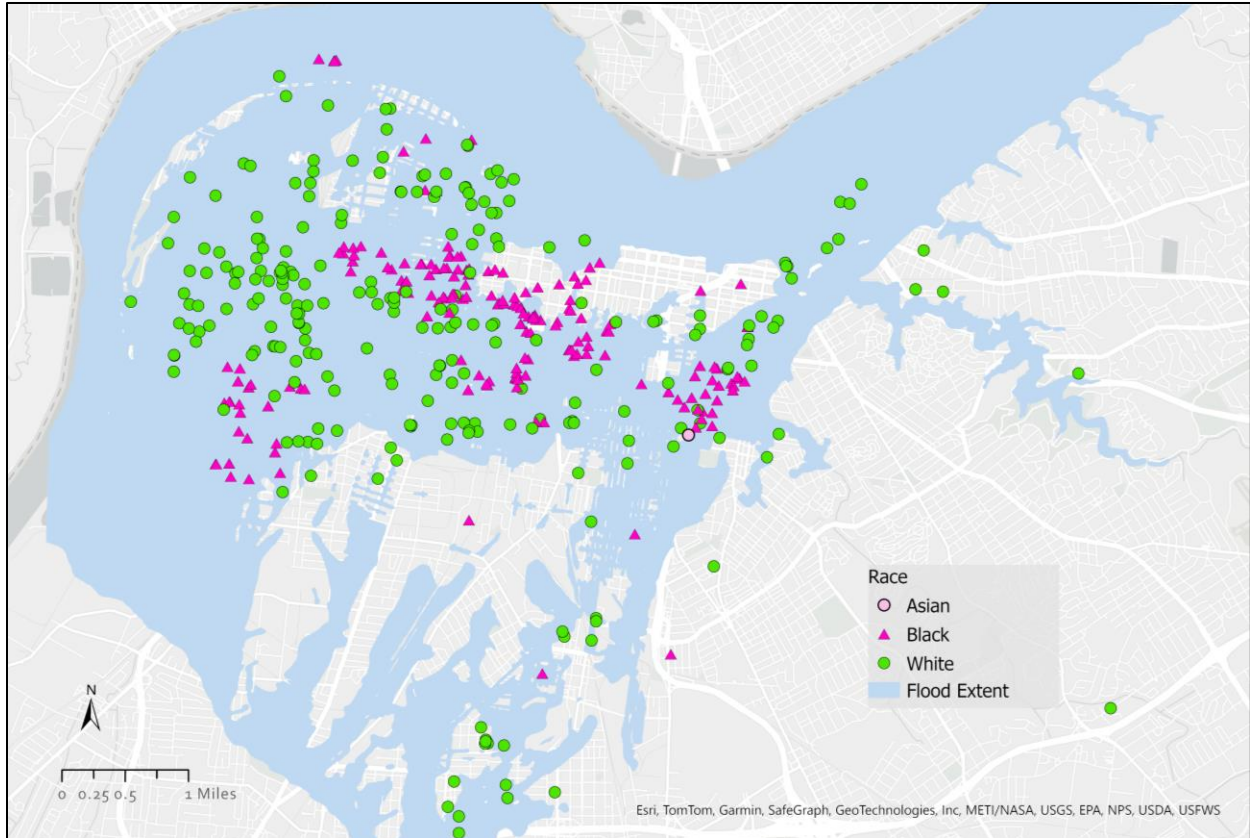 Race
Asian
Black
White
Flood Extent
N
0 0.25 0.5 1 Miles
Esri, TomTom, Garmin, SafeGraph, GeoTechnologies, Inc, METI/NASA, USGS, EPA, NPS, USDA, USFWS